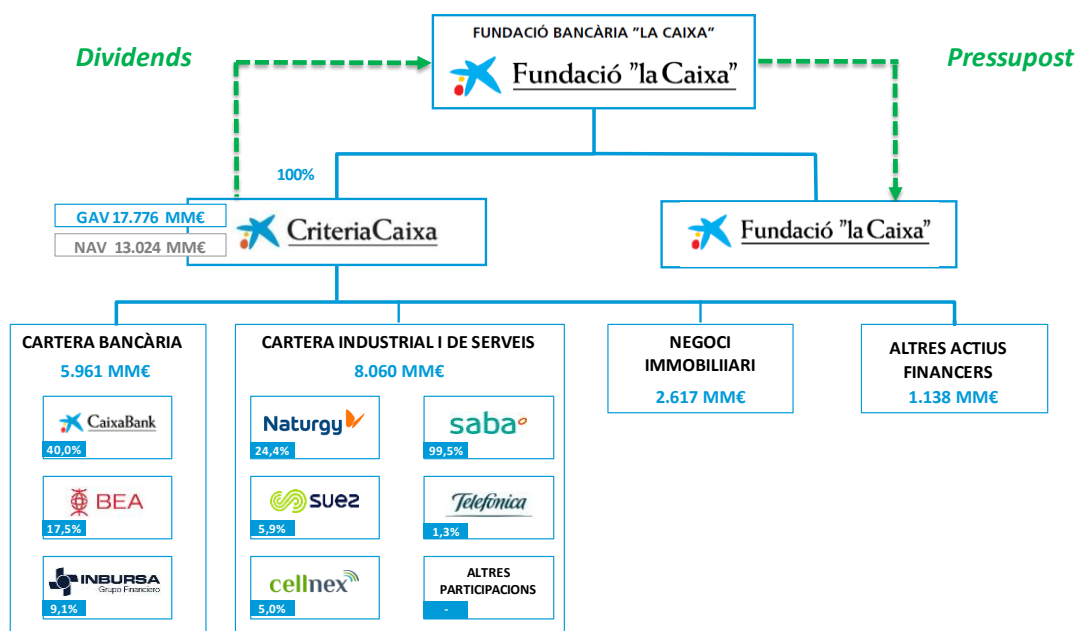 FUNDACIÓ BANCÀRIA "LA CAIXA"
Dividends
Fundació "la Caixa"
Pressupost
100%
GAV 17.776 MM€
NAV 13.024 MM€
CriteriaCaixa
Fundació "la Caixa"
CARTERA BANCÀRIA
5.961 MM€
CaixaBank
40,0%
BEA
17,5%
INBURSA
Grupo Financiero
9,1%
CARTERA INDUSTRIAL I DE SERVEIS
8.060 MM€
Naturgy
24,4%
saba
99,5%
suez
5,9%
Telefónica
1,3%
cellnex
5,0%
ALTRES
PARTICIPACIONS
-
NEGOCI
IMMOBILIIARI
2.617 MM€
ALTRES ACTIUS
FINANCERS
1.138 MM€